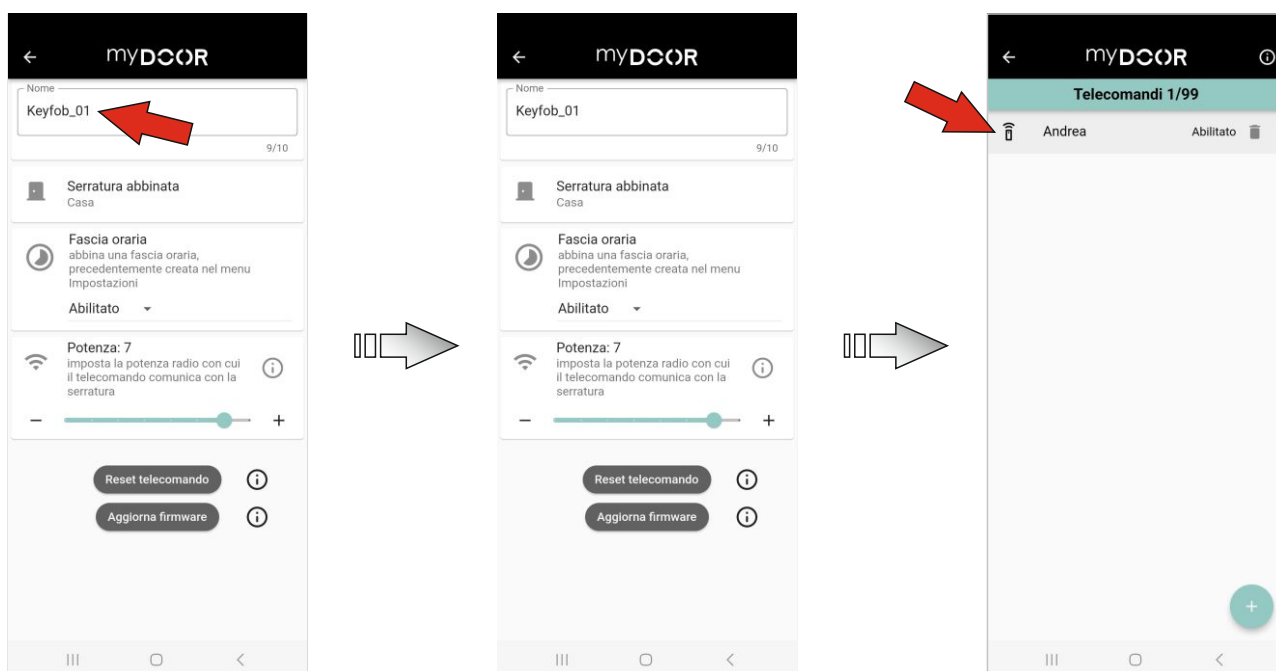 myDOOR
Nome
Keyfob_01
9/10
Serratura abbinata
Casa
Fascia oraria
abbina una fascia oraria,
precedentemente creata nel menu
Impostazioni
Abilitato
Potenza: 7
imposta la potenza radio con cui
il telecomando comunica con la
serratura
− +
Reset telecomando
Aggiorna firmware
myDOOR
Nome
Keyfob_01
9/10
Serratura abbinata
Casa
Fascia oraria
abbina una fascia oraria,
precedentemente creata nel menu
Impostazioni
Abilitato
Potenza: 7
imposta la potenza radio con cui
il telecomando comunica con la
serratura
− +
Reset telecomando
Aggiorna firmware
myDOOR
Telecomandi 1/99
Andrea Abilitato
+